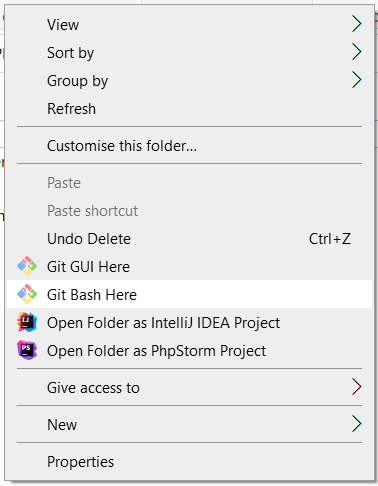 View
Sort by
Group by
Refresh
Customise this folder...
Paste
Paste shortcut
Undo Delete Ctrl+Z
Git GUI Here
Git Bash Here
Open Folder as IntelliJ IDEA Project
Open Folder as PhpStorm Project
Give access to
New
Properties